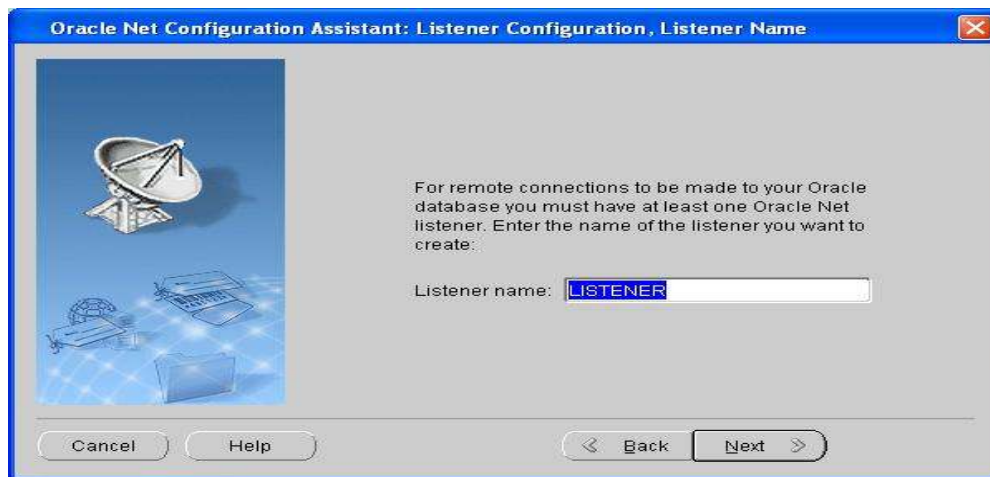 Oracle Net Configuration Assistant: Listener Configuration, Listener Name
For remote connections to be made to your Oracle
database you must have at least one Oracle Net
listener. Enter the name of the listener you want to
create:
Listener name: LISTENER
Cancel Help Back Next